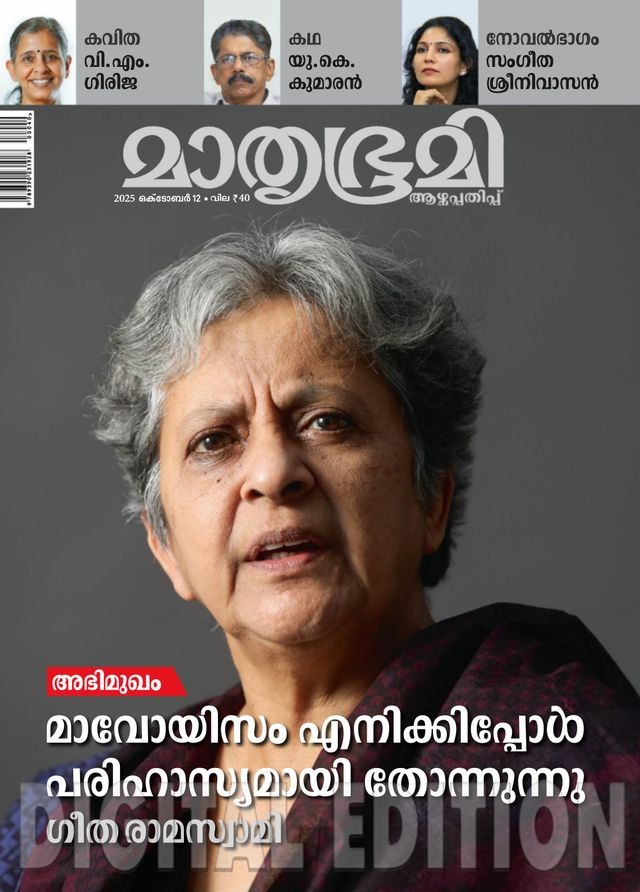 കവിത
വി.എം.
ഗിരിജ
കഥ
യു.കെ.
കുമാരൻ
നോവൽഭാഗം
സംഗീത
ശ്രീനിവാസൻ
മാതൃഭൂമി
ആഴ്ചപ്പതിപ്പ്
2025 ഒക്ടോബർ 12 • വില ₹40
അഭിമുഖം
മാവോയിസം എനിക്കിപ്പോൾ
പരിഹാസ്യമായി തോന്നുന്നു
ഗീത രാമസ്വാമി
DIGITAL EDITION